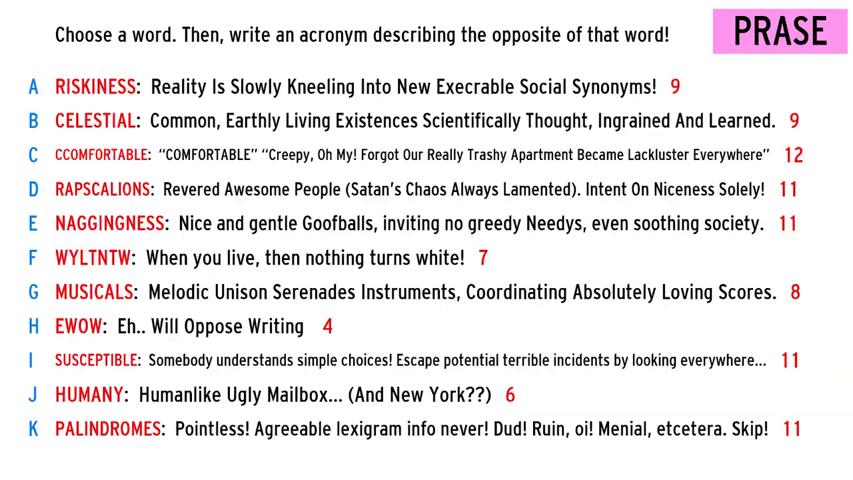 Choose a word. Then, write an acronym describing the opposite of that word!
PRASE
A RISKINESS: Reality Is Slowly Kneeling Into New Execrable Social Synonyms! 9
B CELESTIAL: Common, Earthly Living Existences Scientifically Thought, Ingrained And Learned. 9
C CCOMFORTABLE: “COMFORTABLE” “Creepy, Oh My! Forgot Our Really Trashy Apartment Became Lackluster Everywhere” 12
D RAPSCALIONS: Revered Awesome People (Satan's Chaos Always Lamented). Intent On Niceness Solely! 11
E NAGGINGNESS: Nice and gentle Goofballs, inviting no greedy Needys, even soothing society. 11
F WYLTNTW: When you live, then nothing turns white! 7
G MUSICALS: Melodic Unison Serenades Instruments, Coordinating Absolutely Loving Scores. 8
H EWOW: Eh.. Will Oppose Writing 4
I SUSCEPTIBLE: Somebody understands simple choices! Escape potential terrible incidents by looking everywhere... 11
J HUMANY: Humanlike Ugly Mailbox... (And New York??) 6
K PALINDROMES: Pointless! Agreeable lexigram info never! Dud! Ruin, oi! Menial, etcetera. Skip! 11